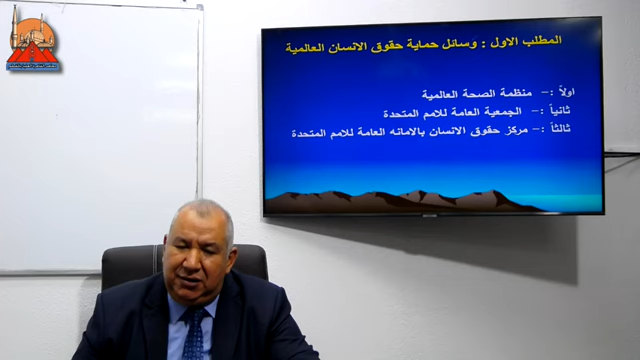 المطلب الاول : وسائل حماية حقوق الانسان العالمية
اولاً :- منظمة الصحة العالمية
ثانياً :- الجمعية العامة للامم المتحدة
ثالثاً :- مركز حقوق الانسان بالامانه العامة للامم المتحدة